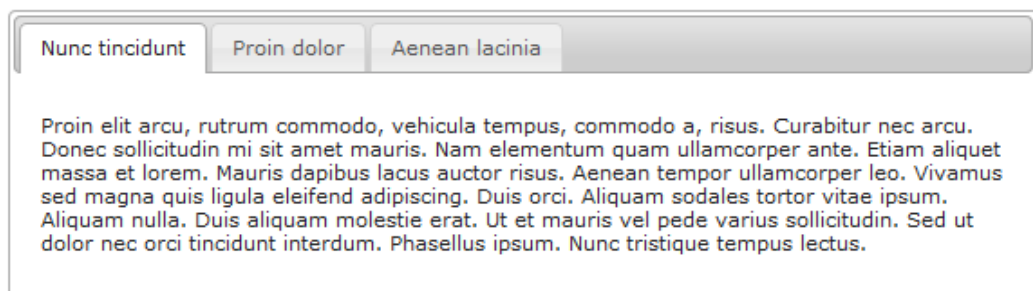 Nunc tincidunt
Proin dolor
Aenean lacinia
Proin elit arcu, rutrum commodo, vehicula tempus, commodo a, risus. Curabitur nec arcu.
Donec sollicitudin mi sit amet mauris. Nam elementum quam ullamcorper ante. Etiam aliquet
massa et lorem. Mauris dapibus lacus auctor risus. Aenean tempor ullamcorper leo. Vivamus
sed magna quis ligula eleifend adipiscing. Duis orci. Aliquam sodales tortor vitae ipsum.
Aliquam nulla. Duis aliquam molestie erat. Ut et mauris vel pede varius sollicitudin. Sed ut
dolor nec orci tincidunt interdum. Phasellus ipsum. Nunc tristique tempus lectus.